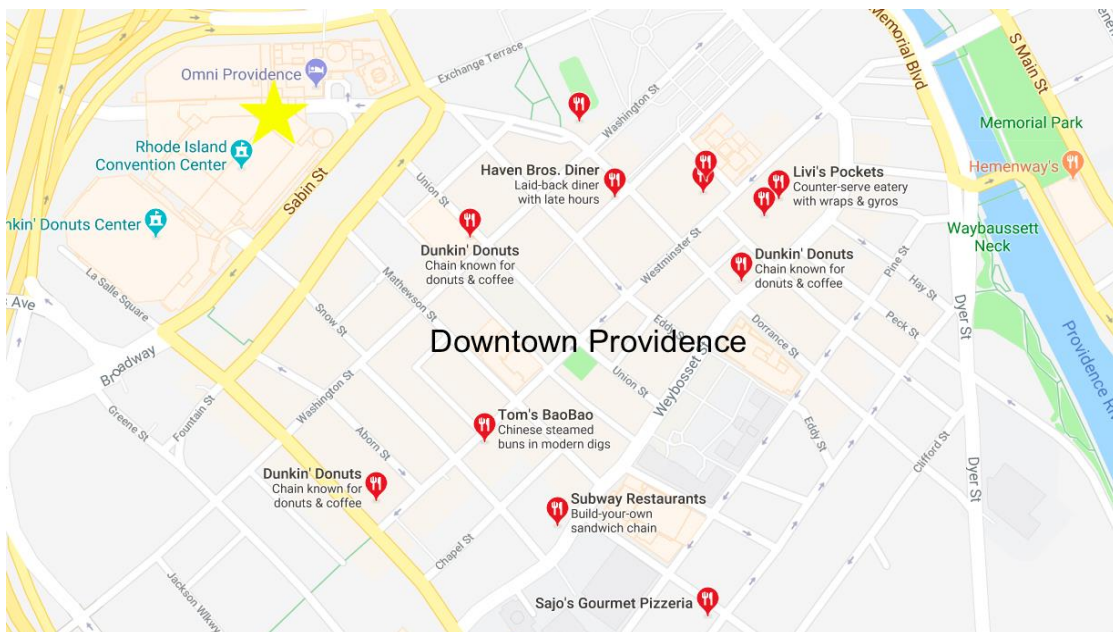 Omni Providence
Exchange Terrace
Memorial Blvd
S Main St
Washington St
Memorial Park
Rhode Island
Convention Center
Sabin St
Union St
Haven Bros. Diner
Laid-back diner
with late hours
Livi's Pockets
Counter-serve eatery
with wraps & gyros
Hemenway's
nkin' Donuts Center
Dunkin' Donuts
Chain known for
donuts & coffee
Westminster St
Dunkin' Donuts
Chain known for
donuts & coffee
Pine St
Waybaussett
Neck
La Salle Square
s Ave
Mathewson St
Hay St
Snow St
Eddy St
Peck St
Dyer St
Dorrance St
Downtown Providence
Providence Ri
Broadway
Union St
Weybosset S
Washington St
Greene St
Fountain St
Aborn St
Tom's BaoBao
Chinese steamed
buns in modern digs
Eddy St
Clifford St
Dyer St
Dunkin' Donuts
Chain known for
donuts & coffee
Subway Restaurants
Build-your-own
sandwich chain
Chapel St
Jackson Wlkwy
Sajo's Gourmet Pizzeria